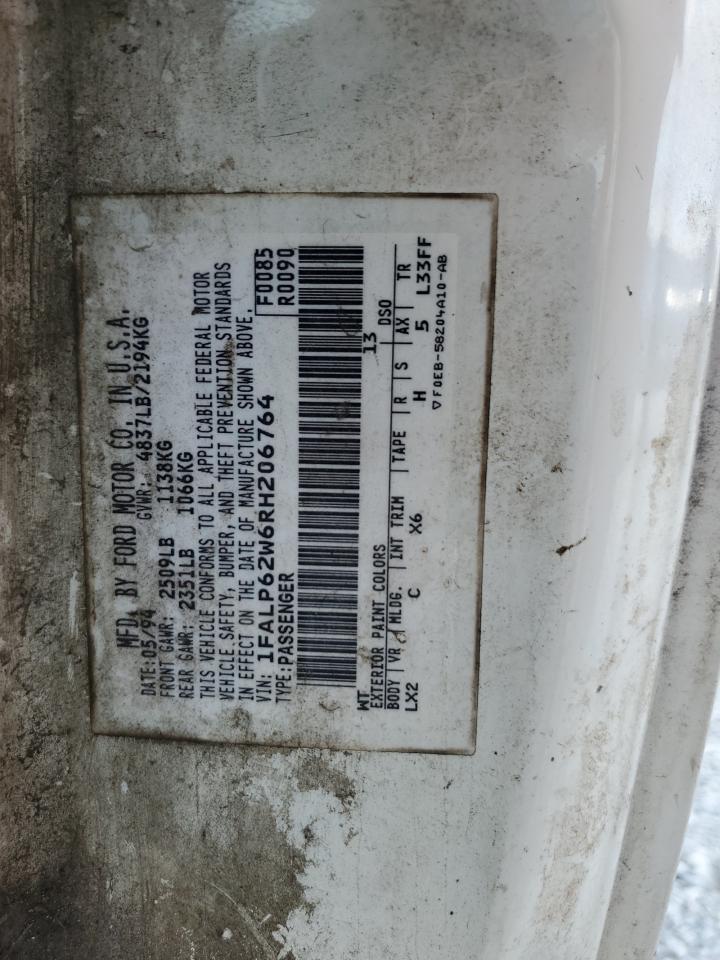 MFD. BY FORD MOTOR CO. IN U.S.A.
DATE: 05/94 GVWR: 4837LB/2194KG
FRONT GAWR: 2509LB 1138KG
REAR GAWR: 2351LB 1066KG
THIS VEHICLE CONFORMS TO ALL APPLICABLE FEDERAL MOTOR
VEHICLE SAFETY, BUMPER, AND THEFT PREVENTION STANDARDS
IN EFFECT ON THE DATE OF MANUFACTURE SHOWN ABOVE.
VIN: 1FALP62W6RH206764 F0085
TYPE: PASSENGER R0090
WT 13
EXTERIOR PAINT COLORS DSO
BODY VR MLDG. INT TRIM TAPE R S AX TR
LX2 C X6 H 5 L33FF
▽F0EB-58204A10-AB